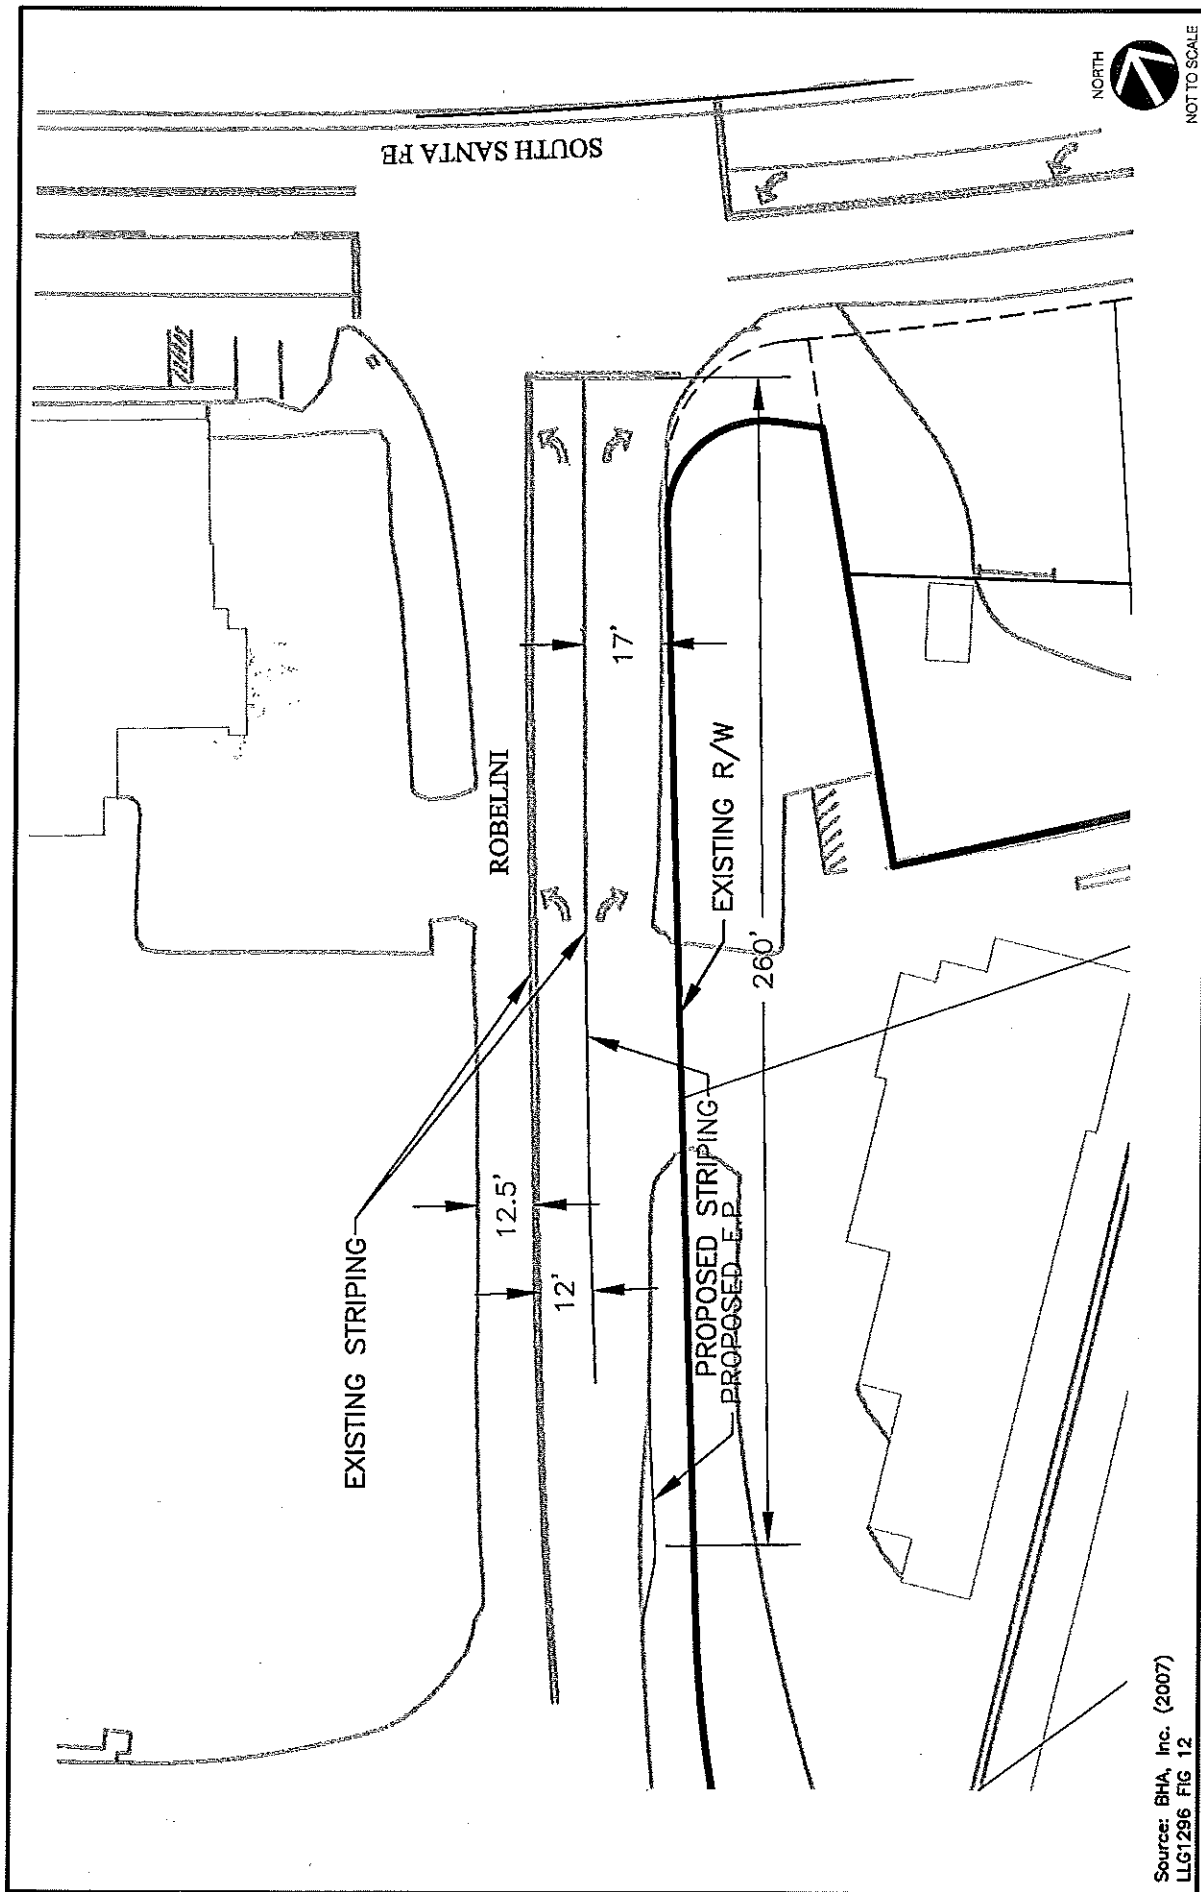 SOUTH SANTA FE
NORTH
NOT TO SCALE
ROBELINI
17'
EXISTING R/W
260'
EXISTING STRIPING
12.5'
12'
PROPOSED STRIPING
PROPOSED E.P.
Source: BHA, Inc. (2007)
LLG1296 FIG 12